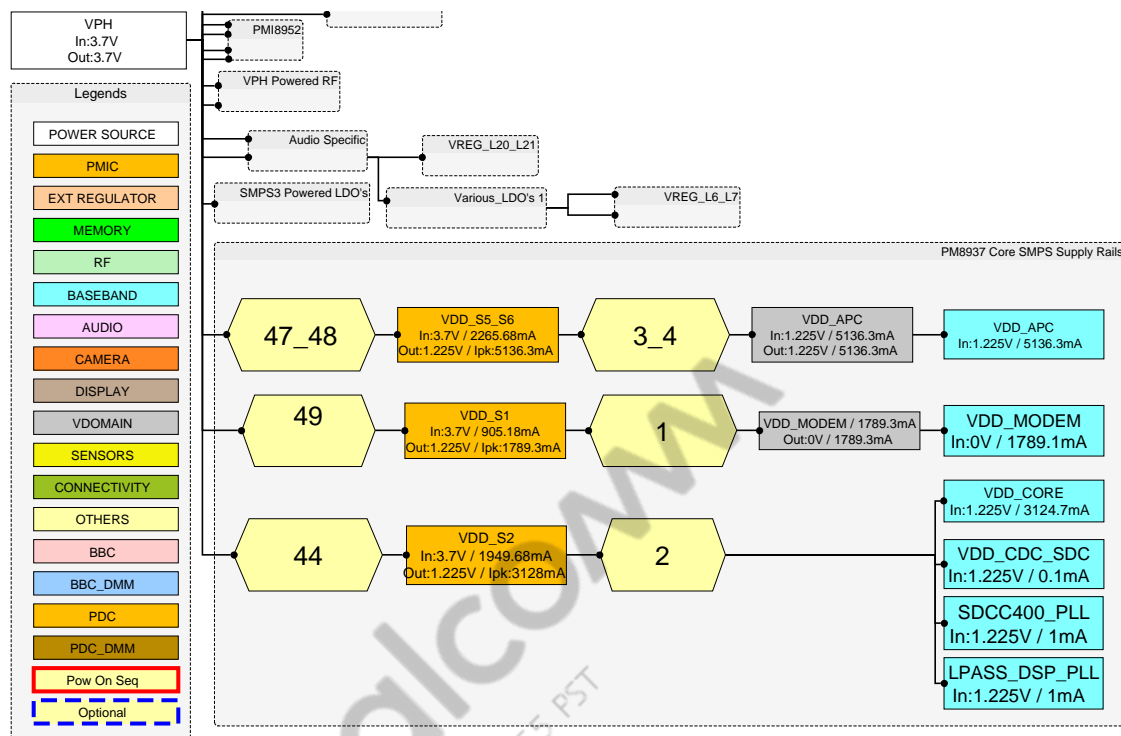 VPH
In:3.7V
Out:3.7V
PMI8952
VPH Powered RF
Audio Specific
VREG_L20_L21
SMPS3 Powered LDO's
Various_LDO's 1
VREG_L6_L7
Legends
POWER SOURCE
PMIC
EXT REGULATOR
MEMORY
RF
BASEBAND
AUDIO
CAMERA
DISPLAY
VDOMAIN
SENSORS
CONNECTIVITY
OTHERS
BBC
BBC_DMM
PDC
PDC_DMM
Pow On Seq
Optional
PM8937 Core SMPS Supply Rails
47_48
VDD_S5_S6
In:3.7V / 2265.68mA
Out:1.225V / Ipk:5136.3mA
3_4
VDD_APC
In:1.225V / 5136.3mA
Out:1.225V / 5136.3mA
VDD_APC
In:1.225V / 5136.3mA
49
VDD_S1
In:3.7V / 905.18mA
Out:1.225V / Ipk:1789.3mA
1
VDD_MODEM / 1789.3mA
Out:0V / 1789.3mA
VDD_MODEM
In:0V / 1789.1mA
44
VDD_S2
In:3.7V / 1949.68mA
Out:1.225V / Ipk:3128mA
2
VDD_CORE
In:1.225V / 3124.7mA
VDD_CDC_SDC
In:1.225V / 0.1mA
SDCC400_PLL
In:1.225V / 1mA
LPASS_DSP_PLL
In:1.225V / 1mA
alcomm
PST